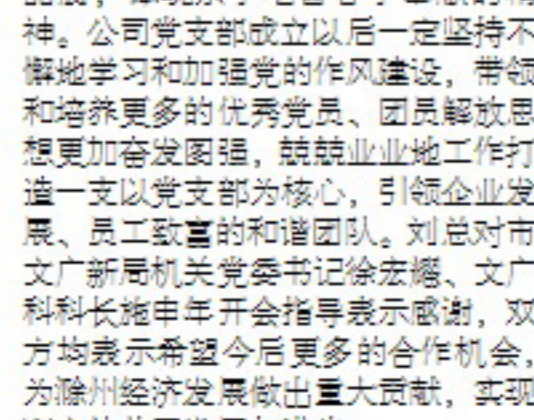 神。公司党支部成立以后一定坚持不
懈地学习和加强党的作风建设，带领
和培养更多的优秀党员、团员解放思
想更加奋发图强，兢兢业业地工作打
造一支以党支部为核心，引领企业发
展、员工致富的和谐团队。刘总对市
文广新局机关党委书记徐宏耀、文广
科科长施申年开会指导表示感谢，双
方均表示希望今后更多的合作机会，
为滁州经济发展做出重大贡献，实现